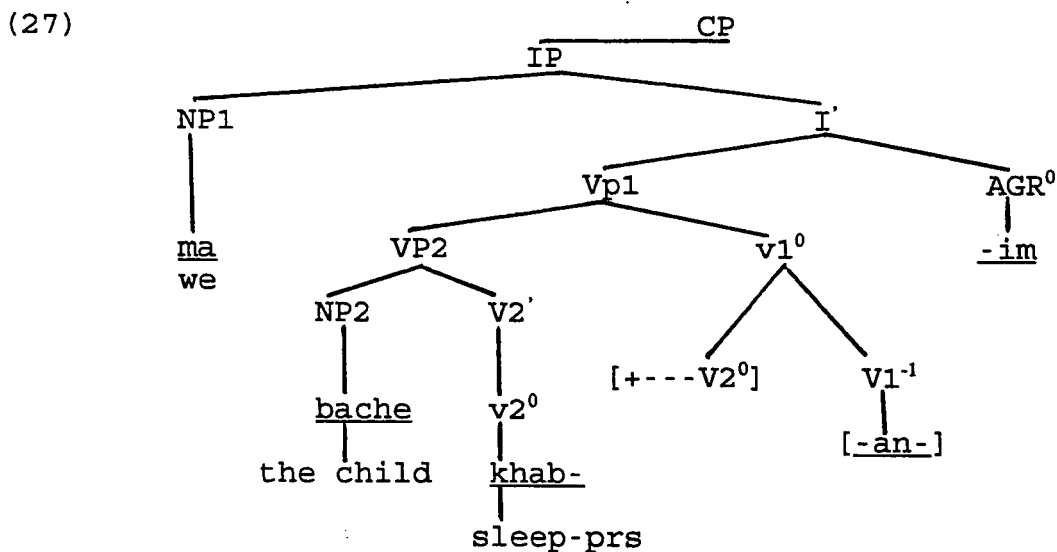 (27)
CP
IP
NP1 I'
Vp1 AGR⁰
ma VP2 v1⁰ -im
we
NP2 V2'
[+---V2⁰] V1⁻¹
bache v2⁰
[-an-]
the child khab-
sleep-prs